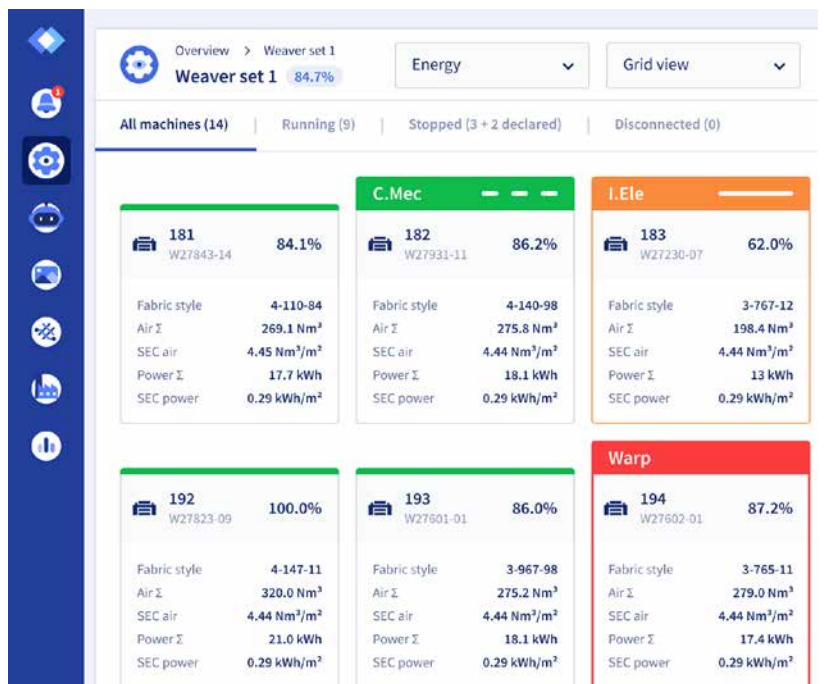 1
Overview > Weaver set 1
Weaver set 1 84.7%
Energy
Grid view
All machines (14) | Running (9) | Stopped (3 + 2 declared) | Disconnected (0)
181
W27843-14
84.1%
Fabric style 4-110-84
Air Σ 269.1 Nm³
SEC air 4.45 Nm³/m²
Power Σ 17.7 kWh
SEC power 0.29 kWh/m²
C.Mec
182
W27931-11
86.2%
Fabric style 4-140-98
Air Σ 275.8 Nm³
SEC air 4.44 Nm³/m²
Power Σ 18.1 kWh
SEC power 0.29 kWh/m²
I.Ele
183
W27230-07
62.0%
Fabric style 3-767-12
Air Σ 198.4 Nm³
SEC air 4.44 Nm³/m²
Power Σ 13 kWh
SEC power 0.29 kWh/m²
192
W27823-09
100.0%
Fabric style 4-147-11
Air Σ 320.0 Nm³
SEC air 4.44 Nm³/m²
Power Σ 21.0 kWh
SEC power 0.29 kWh/m²
193
W27601-01
86.0%
Fabric style 3-967-98
Air Σ 275.2 Nm³
SEC air 4.44 Nm³/m²
Power Σ 18.1 kWh
SEC power 0.29 kWh/m²
Warp
194
W27602-01
87.2%
Fabric style 3-765-11
Air Σ 279.0 Nm³
SEC air 4.44 Nm³/m²
Power Σ 17.4 kWh
SEC power 0.29 kWh/m²